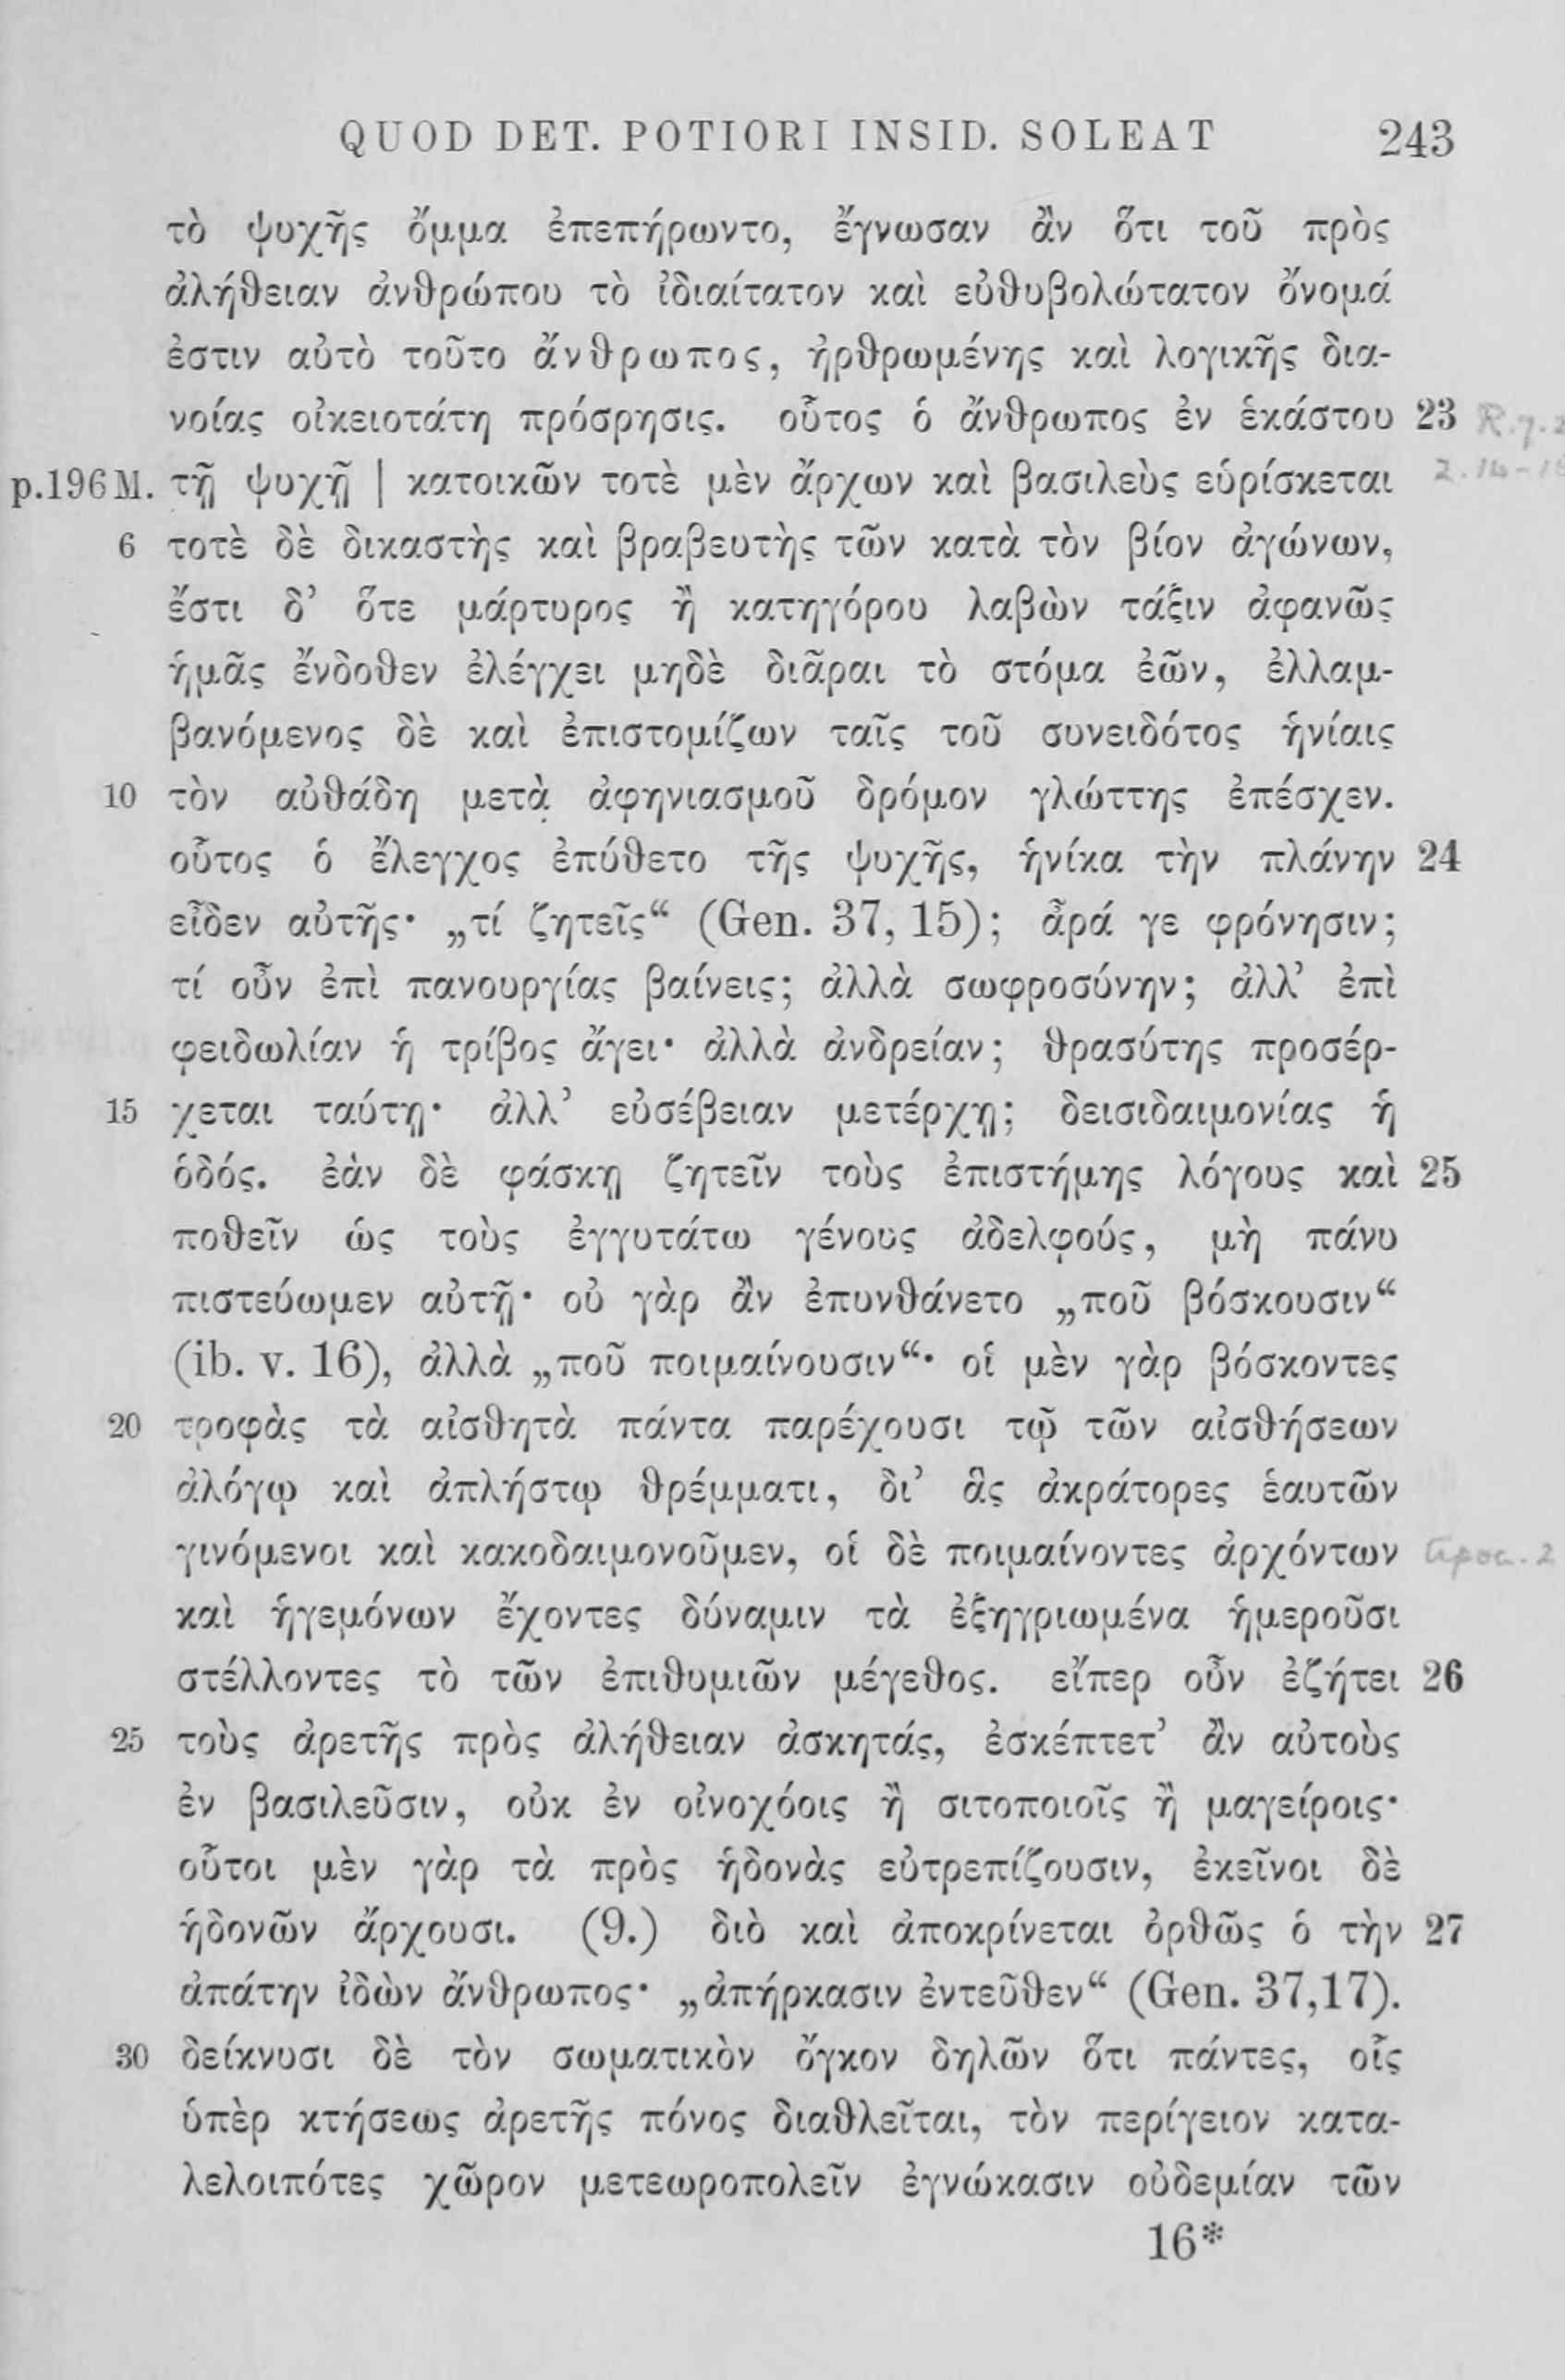 QUOD DET. POTIORI INSID. SOLEAT 243
τὸ ψυχῆς ὄμμα ἐπεπήρωντο, ἔγνωσαν ἂν ὅτι τοῦ πρὸς
ἀλήθειαν ἀνθρώπου τὸ ἰδιαίτατον καὶ εὐθυβολώτατον ὄνομά
ἐστιν αὐτὸ τοῦτο ἄνθρωπος, ἠρθρωμένης καὶ λογικῆς δια-
νοίας οἰκειοτάτη πρόσρησις. οὗτος ὁ ἄνθρωπος ἐν ἑκάστου 23
p.196 M. τῇ ψυχῇ | κατοικῶν τοτὲ μὲν ἄρχων καὶ βασιλεὺς εὑρίσκεται
6 τοτὲ δὲ δικαστὴς καὶ βραβευτὴς τῶν κατὰ τὸν βίον ἀγώνων,
ἔστι δ’ ὅτε μάρτυρος ἢ κατηγόρου λαβὼν τάξιν ἀφανῶς
ἡμᾶς ἔνδοθεν ἐλέγχει μηδὲ διᾶραι τὸ στόμα ἐῶν, ἐλλαμ-
βανόμενος δὲ καὶ ἐπιστομίζων ταῖς τοῦ συνειδότος ἡνίαις
10 τὸν αὐθάδη μετὰ ἀφηνιασμοῦ δρόμον γλώττης ἐπέσχεν.
οὗτος ὁ ἔλεγχος ἐπύθετο τῆς ψυχῆς, ἡνίκα τὴν πλάνην 24
εἶδεν αὐτῆς· „τί ζητεῖς“ (Gen. 37, 15); ἆρά γε φρόνησιν;
τί οὖν ἐπὶ πανουργίας βαίνεις; ἀλλὰ σωφροσύνην; ἀλλ’ ἐπὶ
φειδωλίαν ἡ τρίβος ἄγει· ἀλλὰ ἀνδρείαν; θρασύτης προσέρ-
15 χεται ταύτῃ· ἀλλ’ εὐσέβειαν μετέρχῃ; δεισιδαιμονίας ἡ
ὁδός. ἐὰν δὲ φάσκῃ ζητεῖν τοὺς ἐπιστήμης λόγους καὶ 25
ποθεῖν ὡς τοὺς ἐγγυτάτω γένους ἀδελφούς, μὴ πάνυ
πιστεύωμεν αὐτῇ· οὐ γὰρ ἂν ἐπυνθάνετο „ποῦ βόσκουσιν“
(ib. v. 16), ἀλλὰ „ποῦ ποιμαίνουσιν“· οἱ μὲν γὰρ βόσκοντες
20 τροφὰς τὰ αἰσθητὰ πάντα παρέχουσι τῷ τῶν αἰσθήσεων
ἀλόγῳ καὶ ἀπλήστῳ θρέμματι, δι’ ἃς ἀκράτορες ἑαυτῶν
γινόμενοι καὶ κακοδαιμονοῦμεν, οἱ δὲ ποιμαίνοντες ἀρχόντων
καὶ ἡγεμόνων ἔχοντες δύναμιν τὰ ἐξηγριωμένα ἡμεροῦσι
στέλλοντες τὸ τῶν ἐπιθυμιῶν μέγεθος. εἴπερ οὖν ἐζήτει 26
25 τοὺς ἀρετῆς πρὸς ἀλήθειαν ἀσκητάς, ἐσκέπτετ’ ἂν αὐτοὺς
ἐν βασιλεῦσιν, οὐκ ἐν οἰνοχόοις ἢ σιτοποιοῖς ἢ μαγείροις·
οὗτοι μὲν γὰρ τὰ πρὸς ἡδονὰς εὐτρεπίζουσιν, ἐκεῖνοι δὲ
ἡδονῶν ἄρχουσι. (9.) διὸ καὶ ἀποκρίνεται ὀρθῶς ὁ τὴν 27
ἀπάτην ἰδὼν ἄνθρωπος· „ἀπήρκασιν ἐντεῦθεν“ (Gen. 37,17).
30 δείκνυσι δὲ τὸν σωματικὸν ὄγκον δηλῶν ὅτι πάντες, οἷς
ὑπὲρ κτήσεως ἀρετῆς πόνος διαθλεῖται, τὸν περίγειον κατα-
λελοιπότες χῶρον μετεωροπολεῖν ἐγνώκασιν οὐδεμίαν τῶν
16*